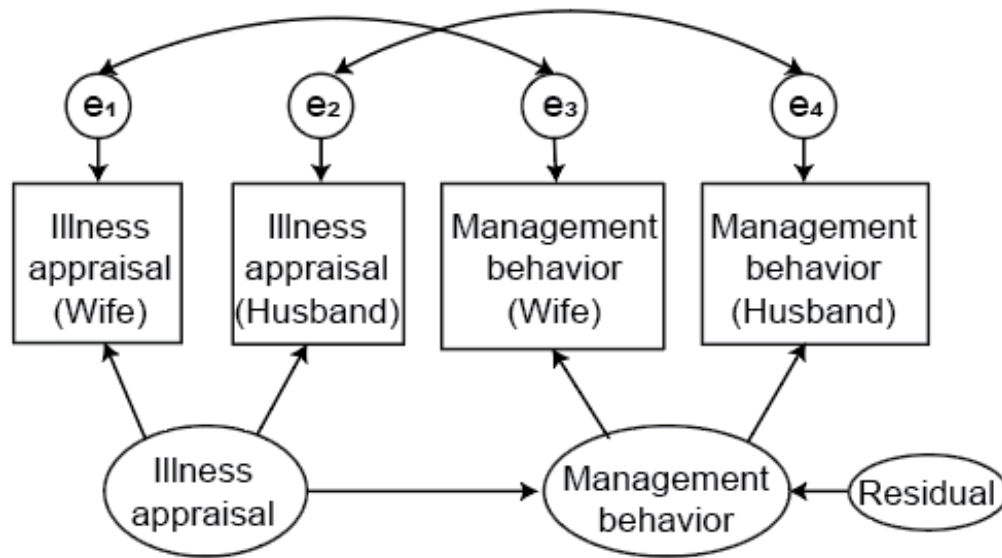 e₁
e₂
e₃
e₄
Illness
appraisal
(Wife)
Illness
appraisal
(Husband)
Management
behavior
(Wife)
Management
behavior
(Husband)
Illness
appraisal
Management
behavior
Residual